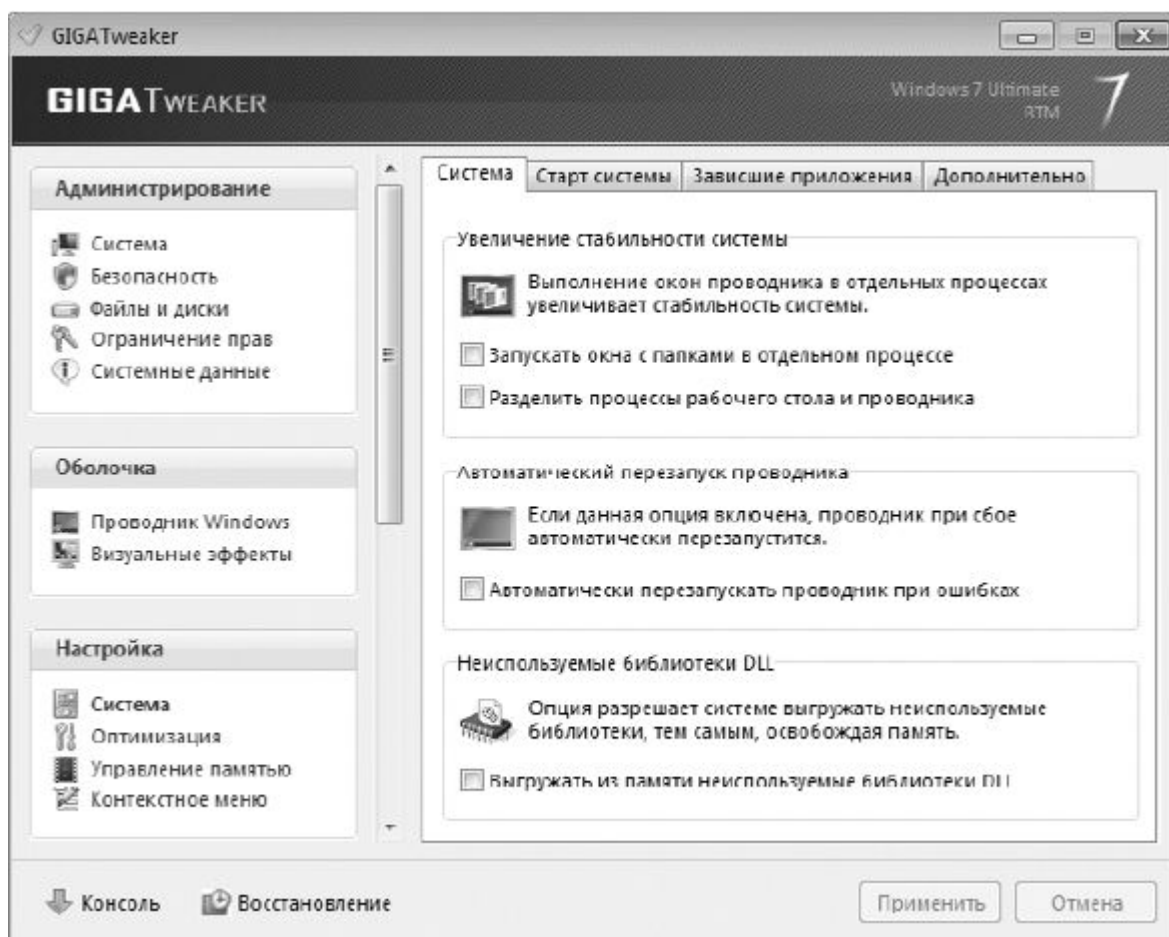 GIGATweaker
GIGATWEAKER
Windows 7 Ultimate
RTM
7
Администрирование
Система
Безопасность
Файлы и диски
Ограничение прав
Системные данные
Оболочка
Проводник Windows
Визуальные эффекты
Настройка
Система
Оптимизация
Управление памятью
Контекстное меню
Система
Старт системы
Зависшие приложения
Дополнительно
Увеличение стабильности системы
Выполнение окон проводника в отдельных процессах
увеличивает стабильность системы.
Запускать окна с папками в отдельном процессе
Разделить процессы рабочего стола и проводника
Автоматический перезапуск проводника
Если данная опция включена, проводник при сбое
автоматически перезапустится.
Автоматически перезапускать проводник при ошибках
Неиспользуемые библиотеки DLL
Опция разрешает системе выгружать неиспользуемые
библиотеки, тем самым, освобождая память.
Выгружать из памяти неиспользуемые библиотеки DLL
Консоль
Восстановление
Применить
Отмена